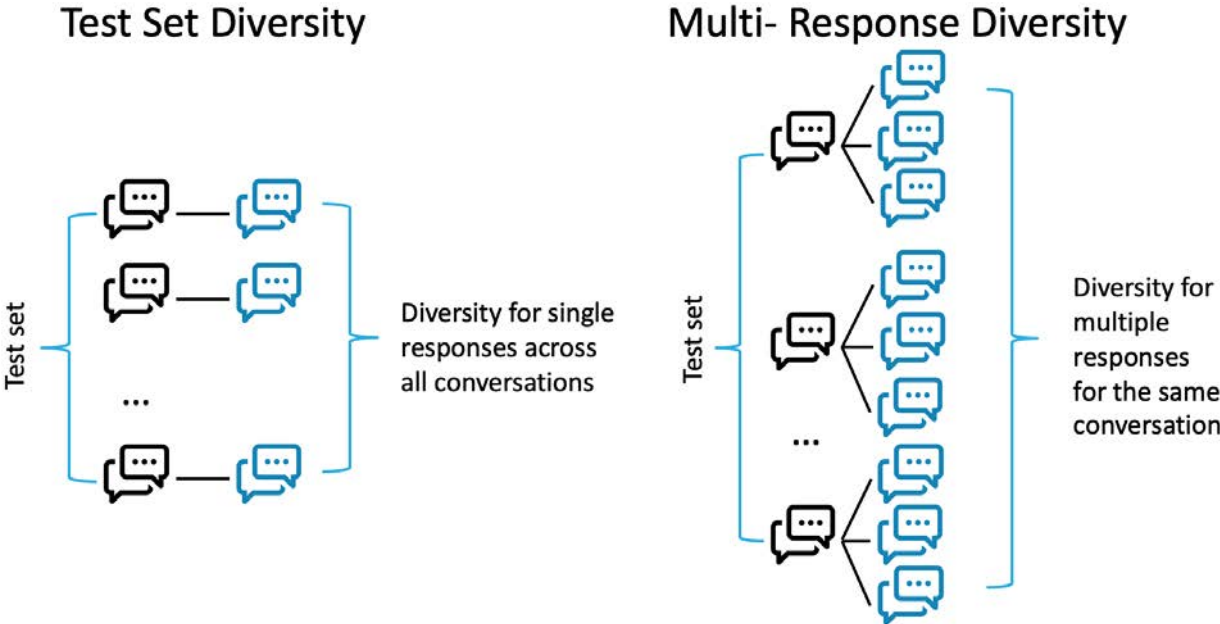 Test Set Diversity
Test set
...
Diversity for single
responses across
all conversations
Multi- Response Diversity
Test set
...
Diversity for
multiple
responses
for the same
conversation